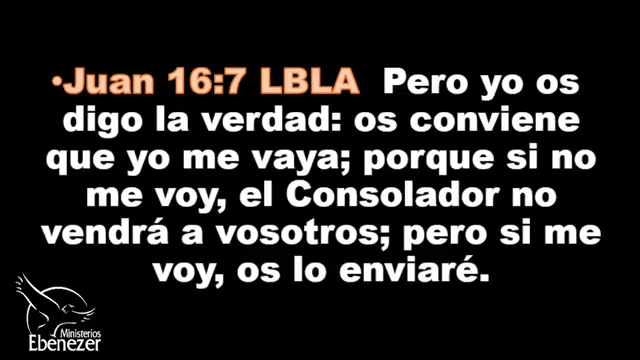 •Juan 16:7 LBLA Pero yo os
digo la verdad: os conviene
que yo me vaya; porque si no
me voy, el Consolador no
vendrá a vosotros; pero si me
voy, os lo enviaré.
Ministerios
Ebenezer